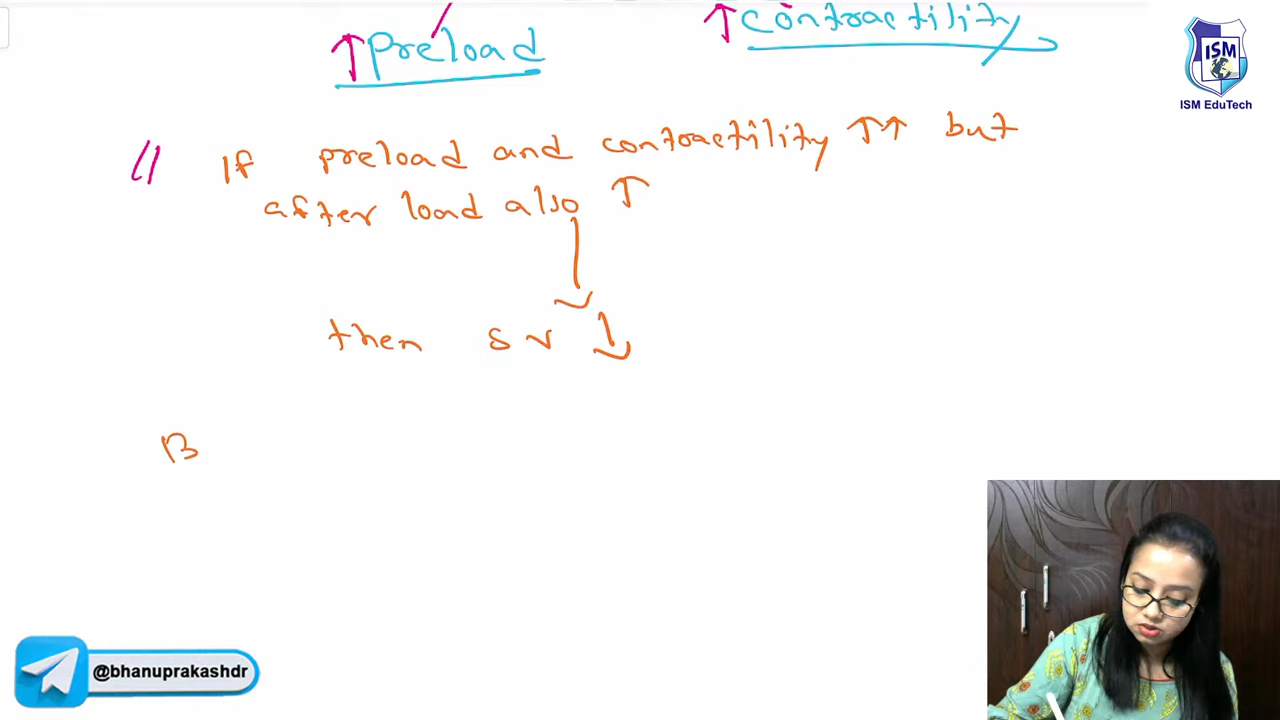 ↑ Preload
↑ contractility
ISM
ISM EduTech
// If preload and contractility ↑↑ but
after load also ↑
↓
then SV ↓
B
@bhanuprakashdr